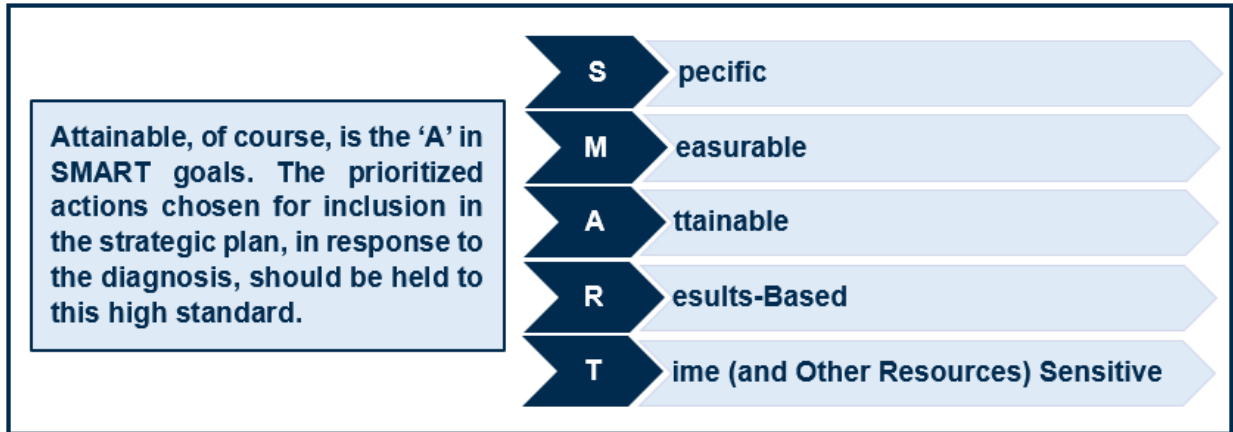 Attainable, of course, is the ‘A’ in
SMART goals. The prioritized
actions chosen for inclusion in
the strategic plan, in response to
the diagnosis, should be held to
this high standard.
S pecific
M easurable
A ttainable
R esults-Based
T ime (and Other Resources) Sensitive